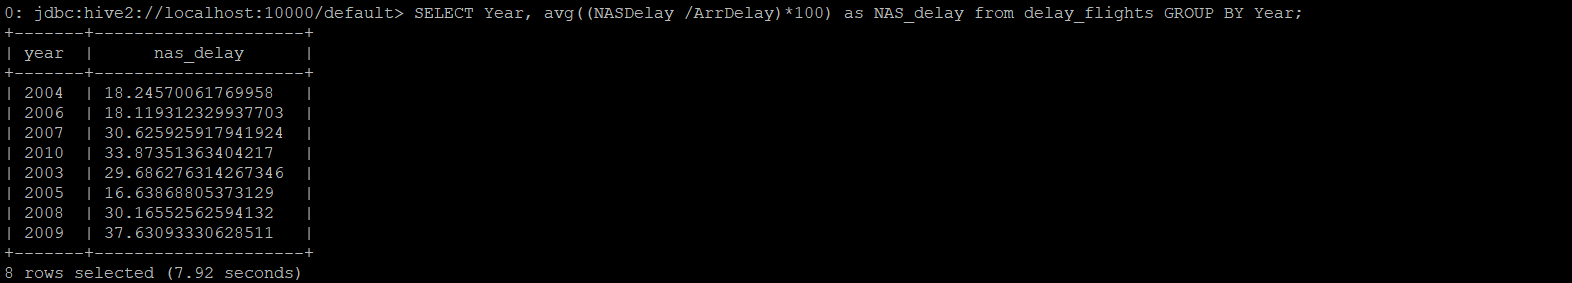 0: jdbc:hive2://localhost:10000/default> SELECT Year, avg((NASDelay /ArrDelay)*100) as NAS_delay from delay_flights GROUP BY Year;
+-------+---------------------+
| year  |      nas_delay      |
+-------+---------------------+
| 2004  | 18.24570061769958   |
| 2006  | 18.119312329937703  |
| 2007  | 30.625925917941924  |
| 2010  | 33.87351363404217   |
| 2003  | 29.686276314267346  |
| 2005  | 16.63868805373129   |
| 2008  | 30.16552562594132   |
| 2009  | 37.63093330628511   |
+-------+---------------------+
8 rows selected (7.92 seconds)